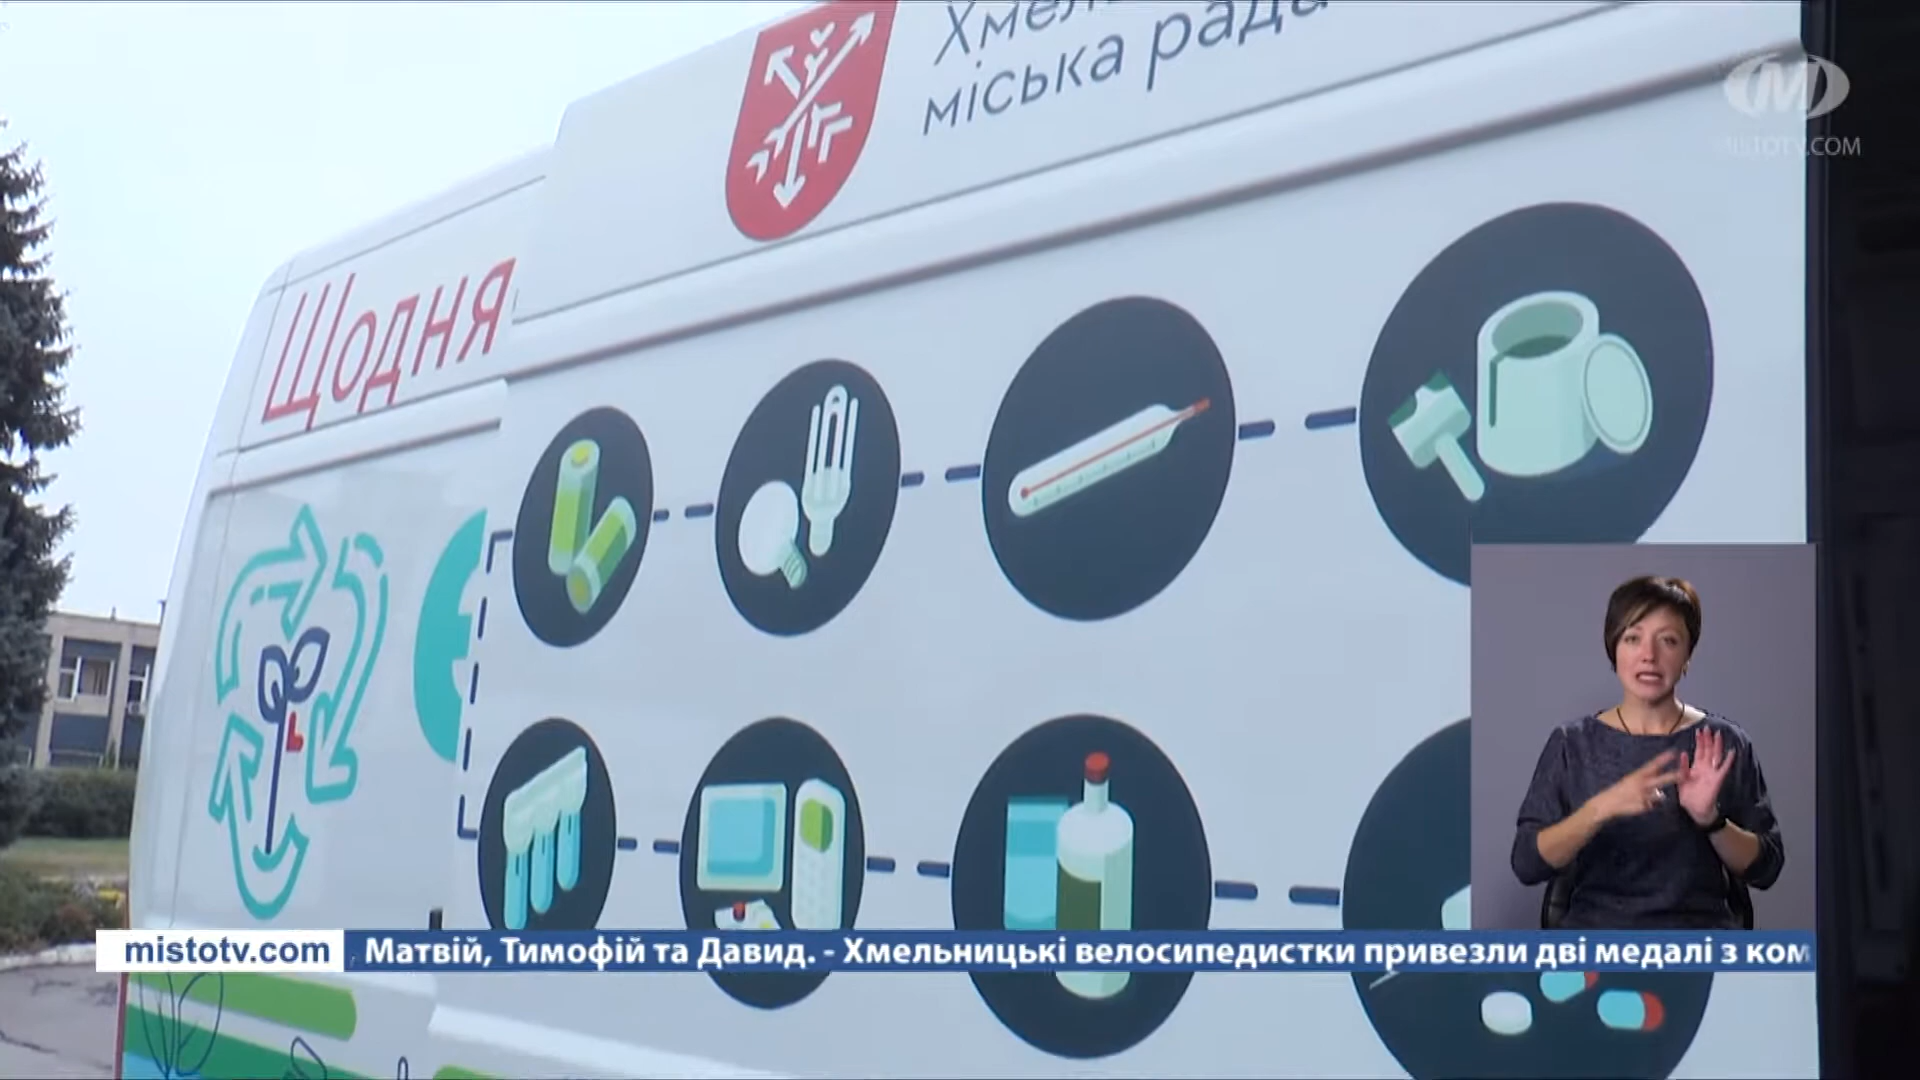 міська рада
M
MISTOTV.COM
Щодня
mistotv.com
, Матвій, Тимофій та Давид. - Хмельницькі велосипедистки привезли дві медалі з ком